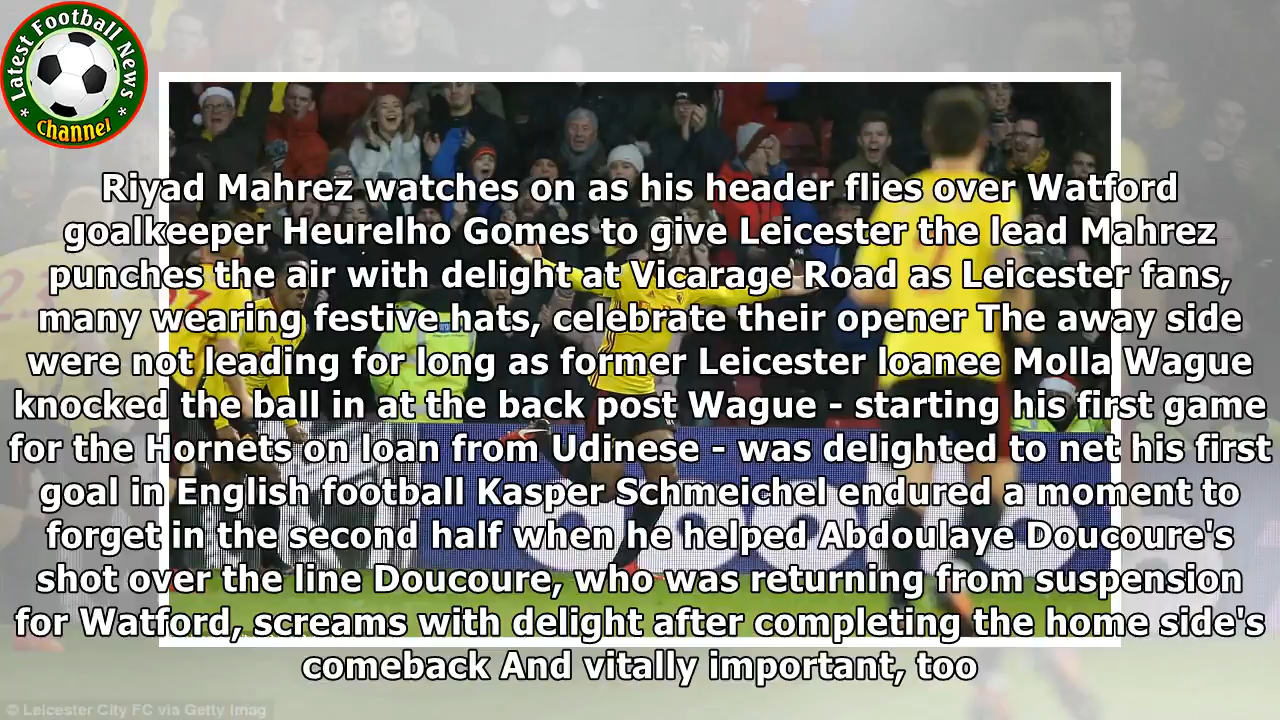 Latest Football News
* Channel *
Riyad Mahrez watches on as his header flies over Watford
goalkeeper Heurelho Gomes to give Leicester the lead Mahrez
punches the air with delight at Vicarage Road as Leicester fans,
many wearing festive hats, celebrate their opener The away side
were not leading for long as former Leicester loanee Molla Wague
knocked the ball in at the back post Wague - starting his first game
for the Hornets on loan from Udinese - was delighted to net his first
goal in English football Kasper Schmeichel endured a moment to
forget in the second half when he helped Abdoulaye Doucoure's
shot over the line Doucoure, who was returning from suspension
for Watford, screams with delight after completing the home side's
comeback And vitally important, too
© Leicester City FC via Getty Imag